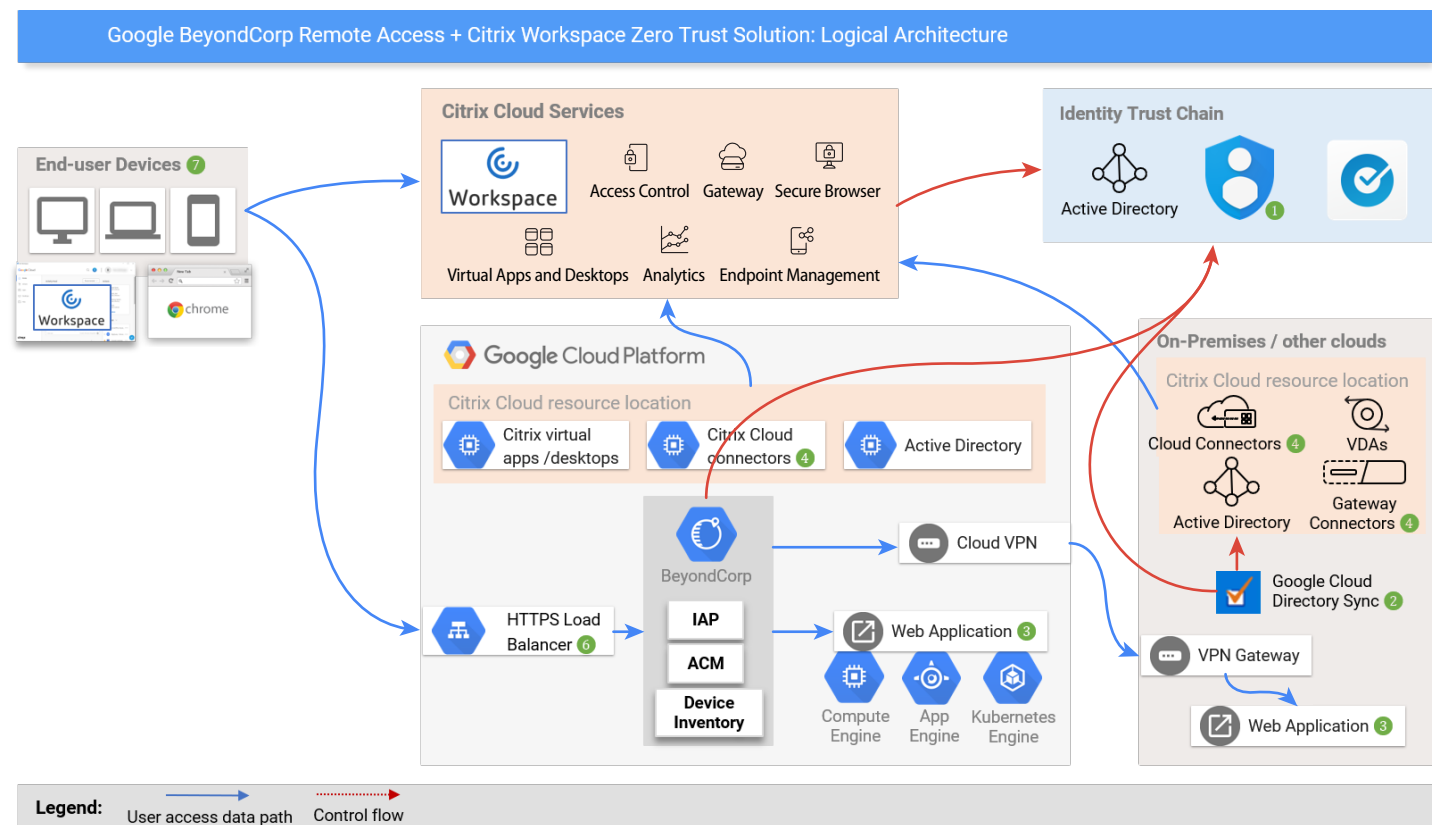 Google BeyondCorp Remote Access + Citrix Workspace Zero Trust Solution: Logical Architecture
End-user Devices 7
Workspace
chrome
Citrix Cloud Services
Workspace
Access Control
Gateway
Secure Browser
Virtual Apps and Desktops
Analytics
Endpoint Management
Identity Trust Chain
Active Directory
1
Google Cloud Platform
Citrix Cloud resource location
Citrix virtual
apps /desktops
Citrix Cloud
connectors 4
Active Directory
BeyondCorp
IAP
ACM
Device
Inventory
HTTPS Load
Balancer 6
Cloud VPN
Web Application 3
Compute
Engine
App
Engine
Kubernetes
Engine
On-Premises / other clouds
Citrix Cloud resource location
Cloud Connectors 4
VDAs
Active Directory
Gateway
Connectors 4
Google Cloud
Directory Sync 2
VPN Gateway
Web Application 3
Legend:
User access data path
Control flow